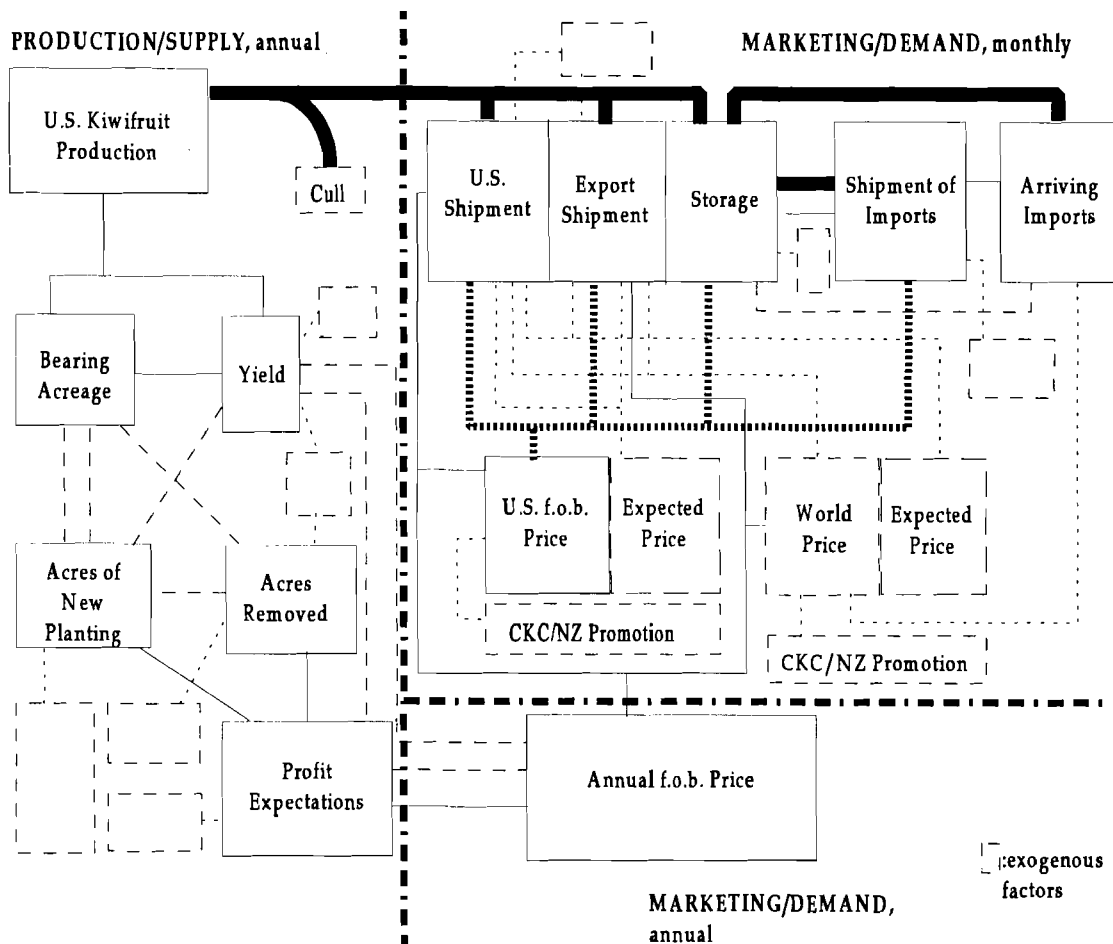 PRODUCTION/SUPPLY, annual
MARKETING/DEMAND, monthly
U.S. Kiwifruit
Production
Cull
U.S.
Shipment
Export
Shipment
Storage
Shipment of
Imports
Arriving
Imports
Bearing
Acreage
Yield
U.S. f.o.b.
Price
Expected
Price
World
Price
Expected
Price
CKC/NZ Promotion
CKC/NZ Promotion
Acres of
New
Planting
Acres
Removed
Profit
Expectations
Annual f.o.b. Price
:exogenous
factors
MARKETING/DEMAND,
annual